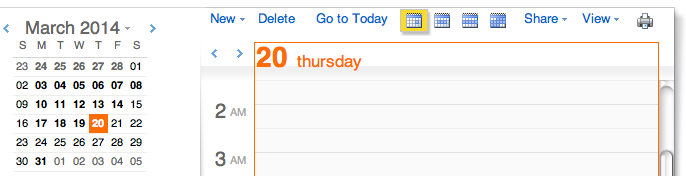 New Delete Go to Today Share View
March 2014
S M T W T F S
23 24 25 26 27 28 01
02 03 04 05 06 07 08
09 10 11 12 13 14 15
16 17 18 19 20 21 22
23 24 25 26 27 28 29
30 31 01 02 03 04 05
20 thursday
2 AM
3 AM